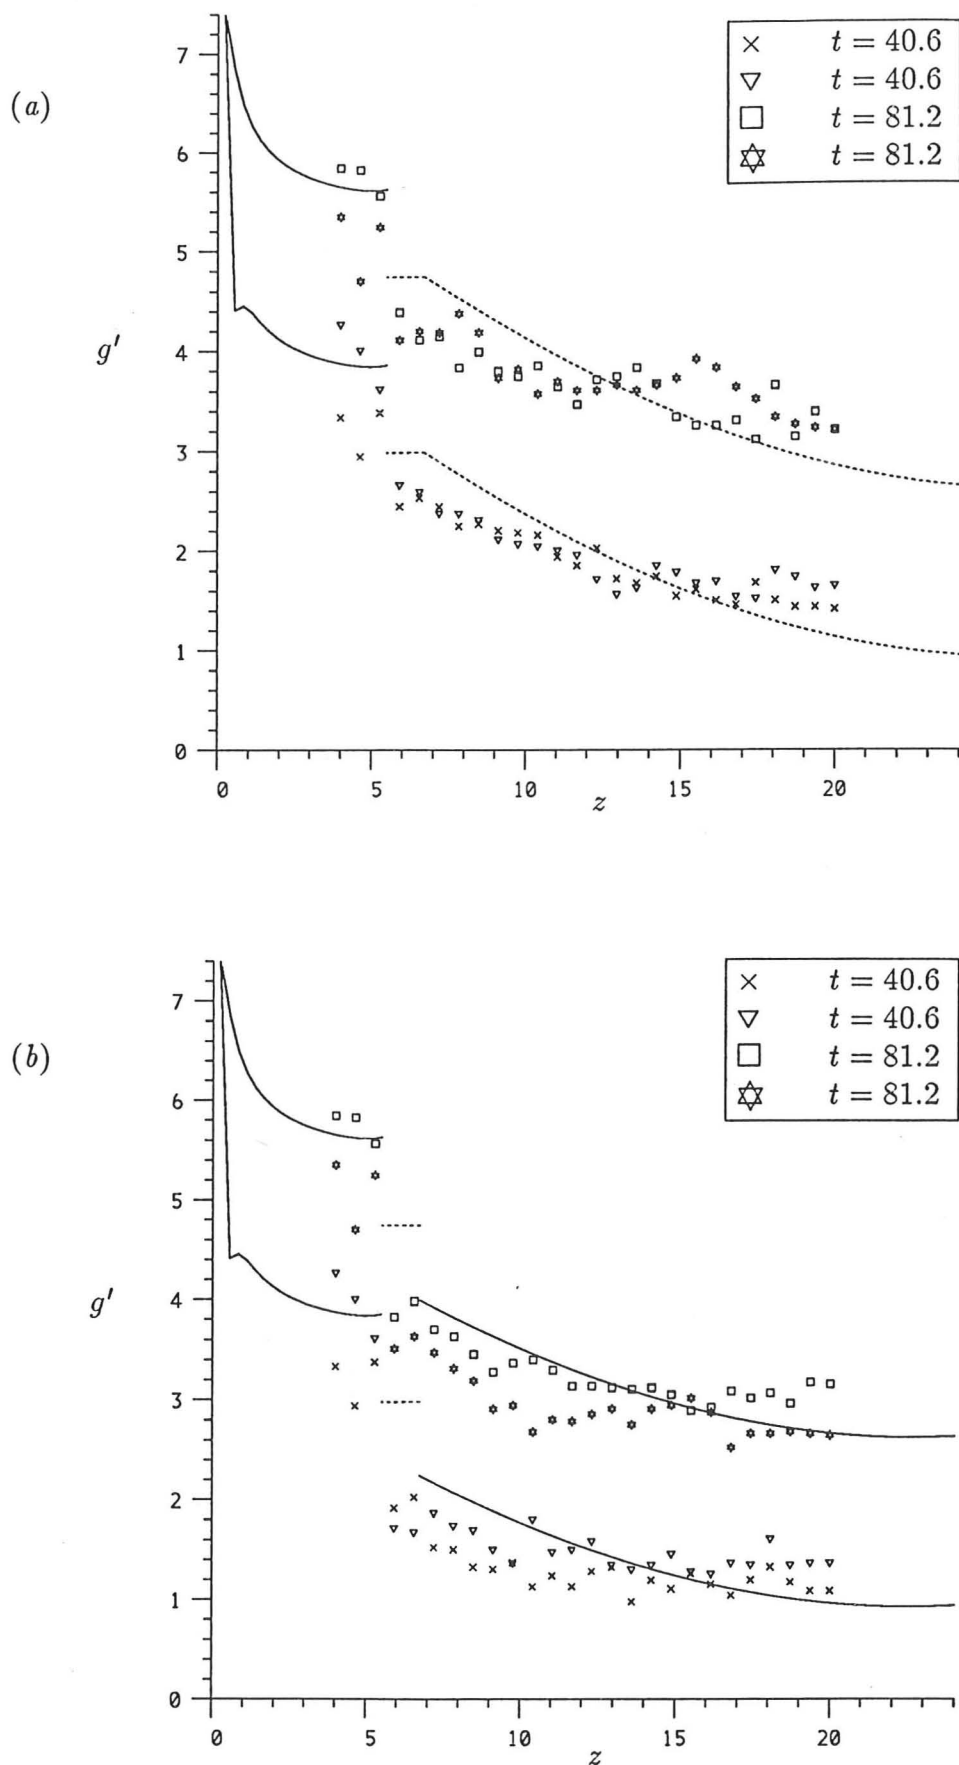 (a)
g′
7
6
5
4
3
2
1
0
0 5 10 15 20
z
× t = 40.6
▽ t = 40.6
□ t = 81.2
✡ t = 81.2
(b)
g′
7
6
5
4
3
2
1
0
0 5 10 15 20
z
× t = 40.6
▽ t = 40.6
□ t = 81.2
✡ t = 81.2